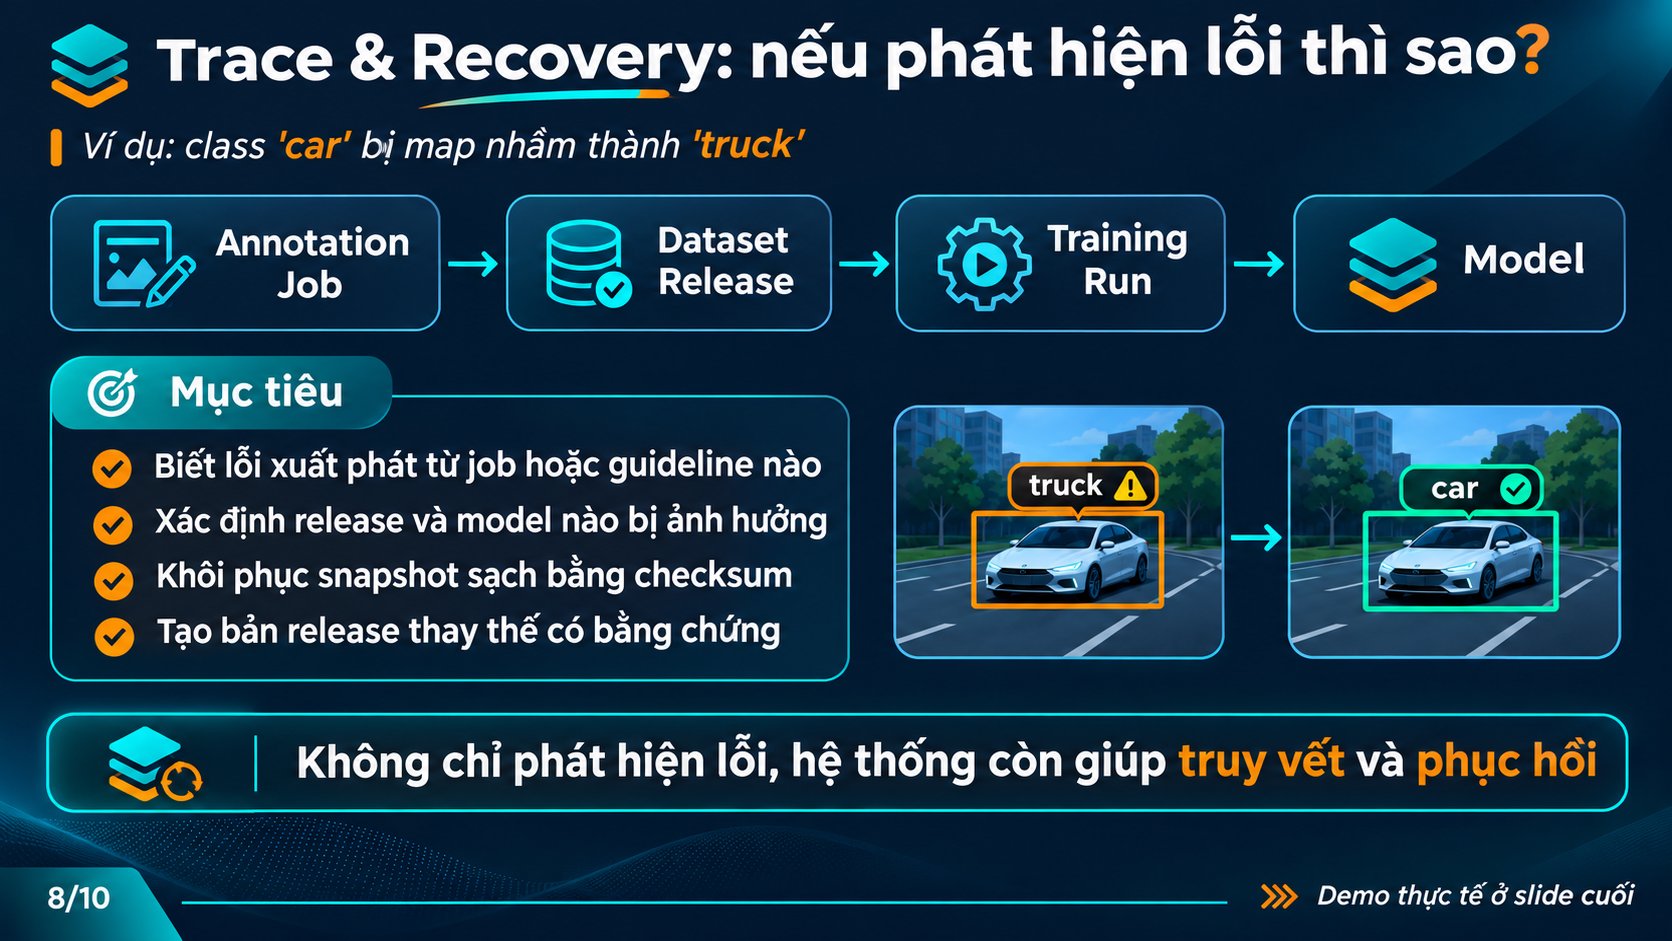 Trace & Recovery: nếu phát hiện lỗi thì sao?
Ví dụ: class 'car' bị map nhầm thành 'truck'
Annotation
Job
Dataset
Release
Training
Run
Model
Mục tiêu
Biết lỗi xuất phát từ job hoặc guideline nào
Xác định release và model nào bị ảnh hưởng
Khôi phục snapshot sạch bằng checksum
Tạo bản release thay thế có bằng chứng
truck
car
Không chỉ phát hiện lỗi, hệ thống còn giúp truy vết và phục hồi
8/10
Demo thực tế ở slide cuối